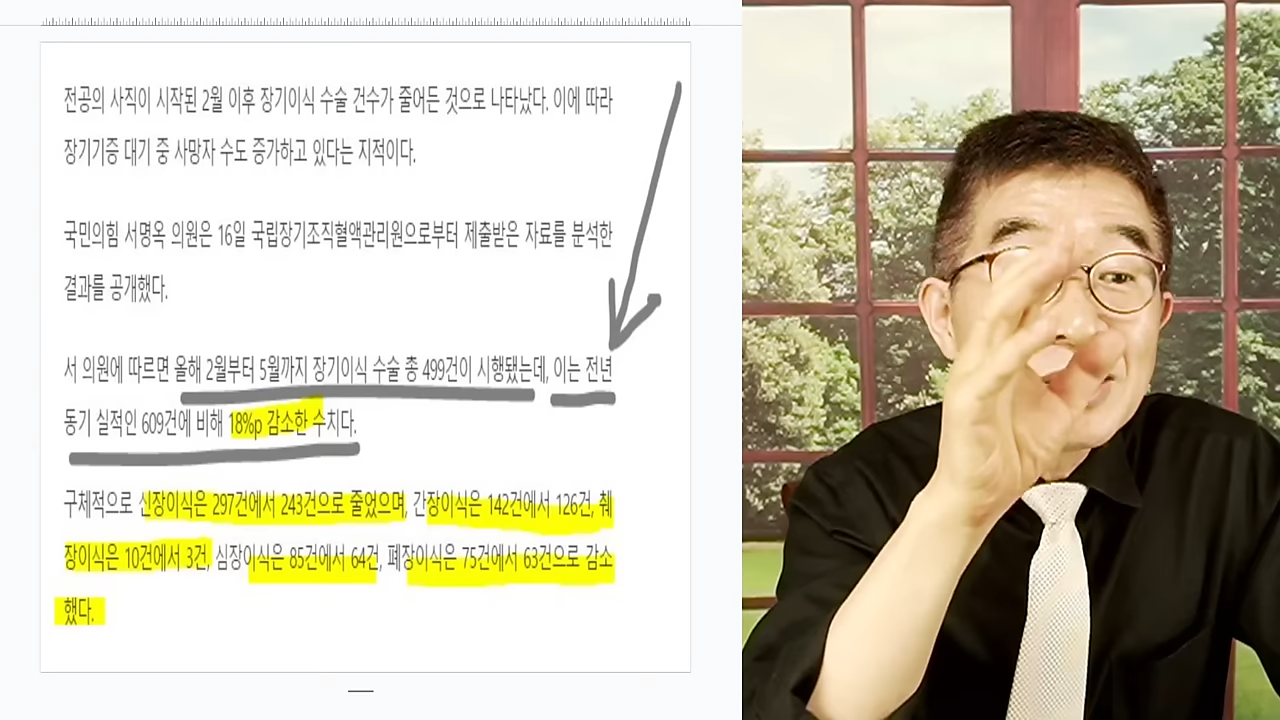 전공의 사직이 시작된 2월 이후 장기이식 수술 건수가 줄어든 것으로 나타났다. 이에 따라
장기기증 대기 중 사망자 수도 증가하고 있다는 지적이다.
국민의힘 서명옥 의원은 16일 국립장기조직혈액관리원으로부터 제출받은 자료를 분석한
결과를 공개했다.
서 의원에 따르면 올해 2월부터 5월까지 장기이식 수술 총 499건이 시행됐는데, 이는 전년
동기 실적인 609건에 비해 18%p 감소한 수치다.
구체적으로 신장이식은 297건에서 243건으로 줄었으며, 간장이식은 142건에서 126건, 췌
장이식은 10건에서 3건, 심장이식은 85건에서 64건, 폐장이식은 75건에서 63건으로 감소
했다.